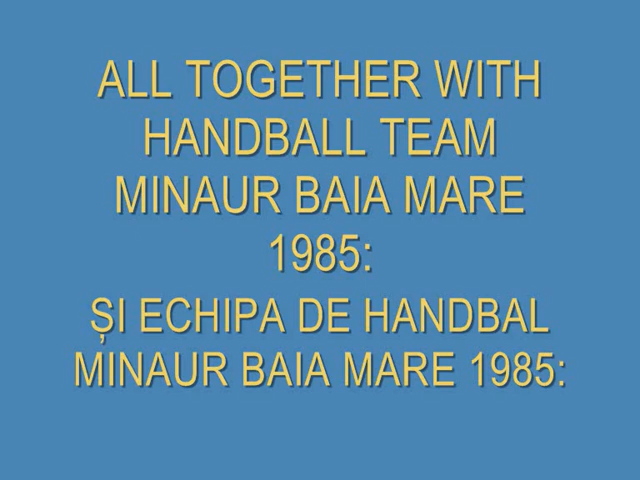 ALL TOGETHER WITH
HANDBALL TEAM
MINAUR BAIA MARE
1985:
ȘI ECHIPA DE HANDBAL
MINAUR BAIA MARE 1985: